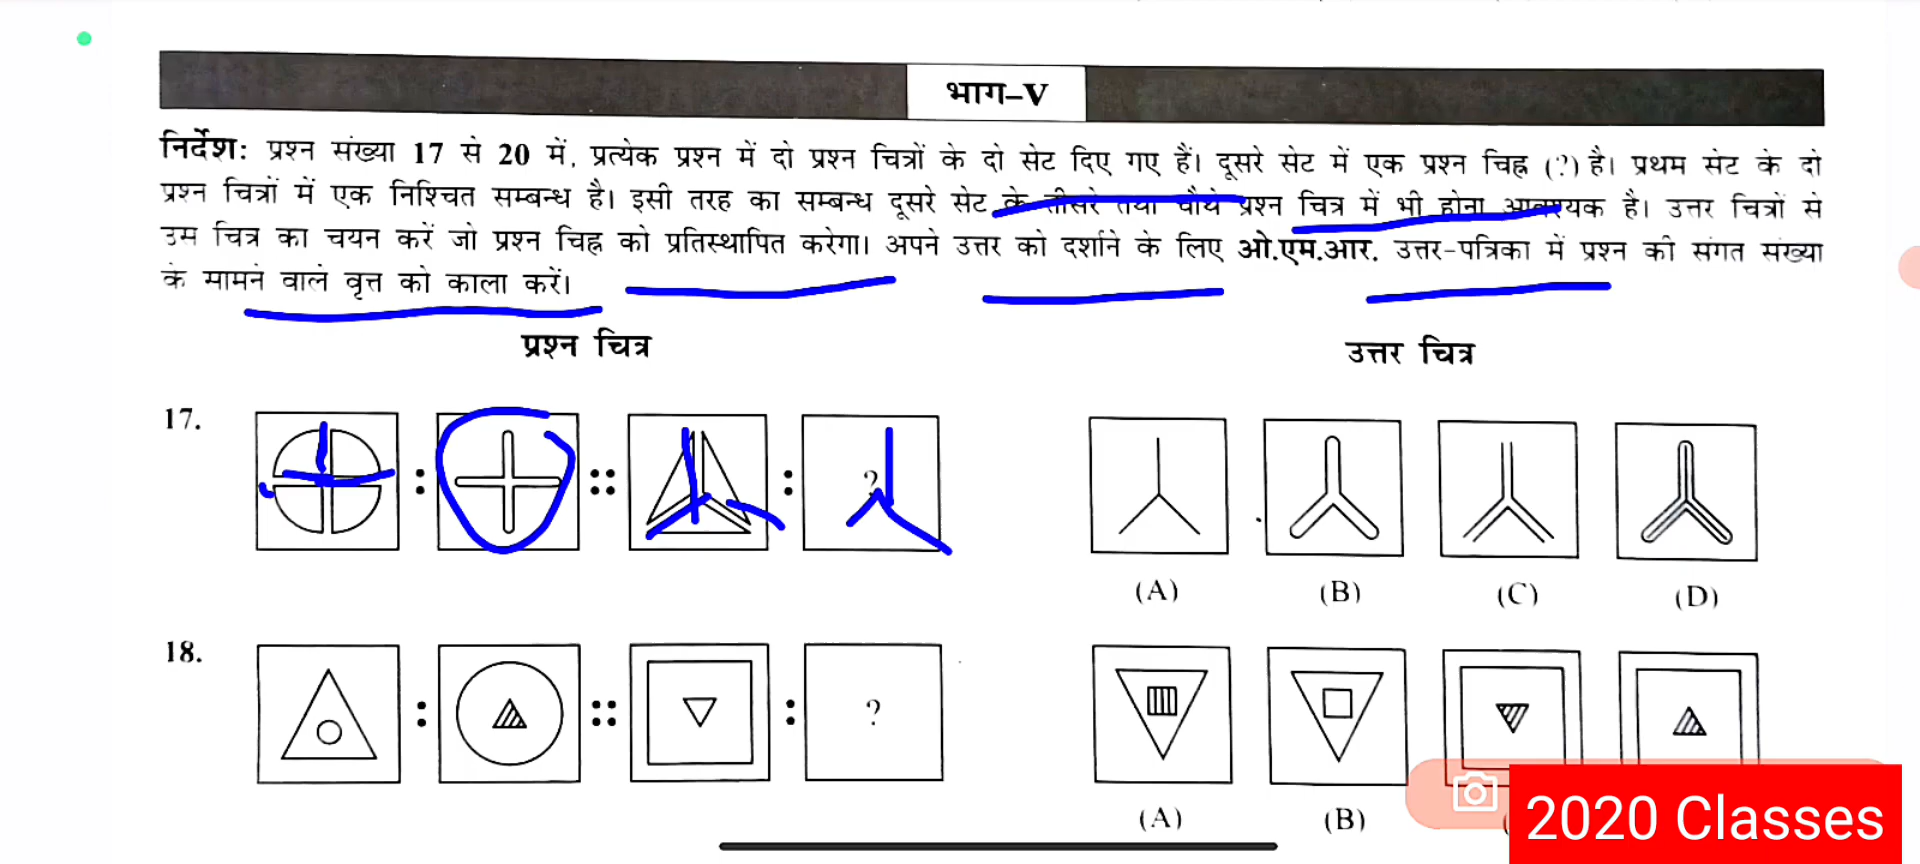 भाग–V
निर्देश: प्रश्न संख्या 17 से 20 में, प्रत्येक प्रश्न में दो प्रश्न चित्रों के दो सेट दिए गए हैं। दूसरे सेट में एक प्रश्न चिह्न (?) है। प्रथम सेट के दो
प्रश्न चित्रों में एक निश्चित सम्बन्ध है। इसी तरह का सम्बन्ध दूसरे सेट के तीसरे तथा चौथे प्रश्न चित्र में भी होना आवश्यक है। उत्तर चित्रों से
उस चित्र का चयन करें जो प्रश्न चिह्न को प्रतिस्थापित करेगा। अपने उत्तर को दर्शाने के लिए ओ.एम.आर. उत्तर-पत्रिका में प्रश्न की संगत संख्या
के सामने वाले वृत्त को काला करें।
प्रश्न चित्र उत्तर चित्र
17. : :: : ?
(A) (B) (C) (D)
18. : :: : ?
(A) (B)
2020 Classes